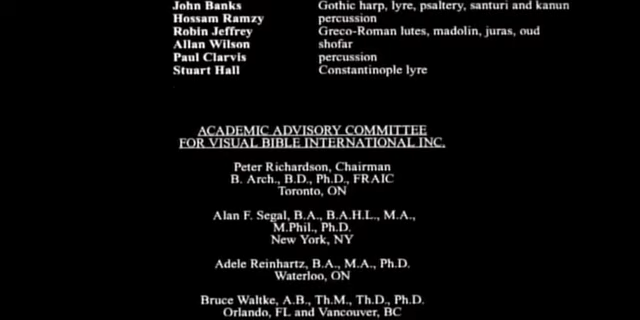 John Banks Gothic harp, lyre, psaltery, santuri and kanun
Hossam Ramzy percussion
Robin Jeffrey Greco-Roman lutes, madolin, juras, oud
Allan Wilson shofar
Paul Clarvis percussion
Stuart Hall Constantinople lyre
ACADEMIC ADVISORY COMMITTEE
FOR VISUAL BIBLE INTERNATIONAL INC.
Peter Richardson, Chairman
B. Arch., B.D., Ph.D., FRAIC
Toronto, ON
Alan F. Segal, B.A., B.A.H.L., M.A.,
M.Phil., Ph.D.
New York, NY
Adele Reinhartz, B.A., M.A., Ph.D.
Waterloo, ON
Bruce Waltke, A.B., Th.M., Th.D., Ph.D.
Orlando, FL and Vancouver, BC